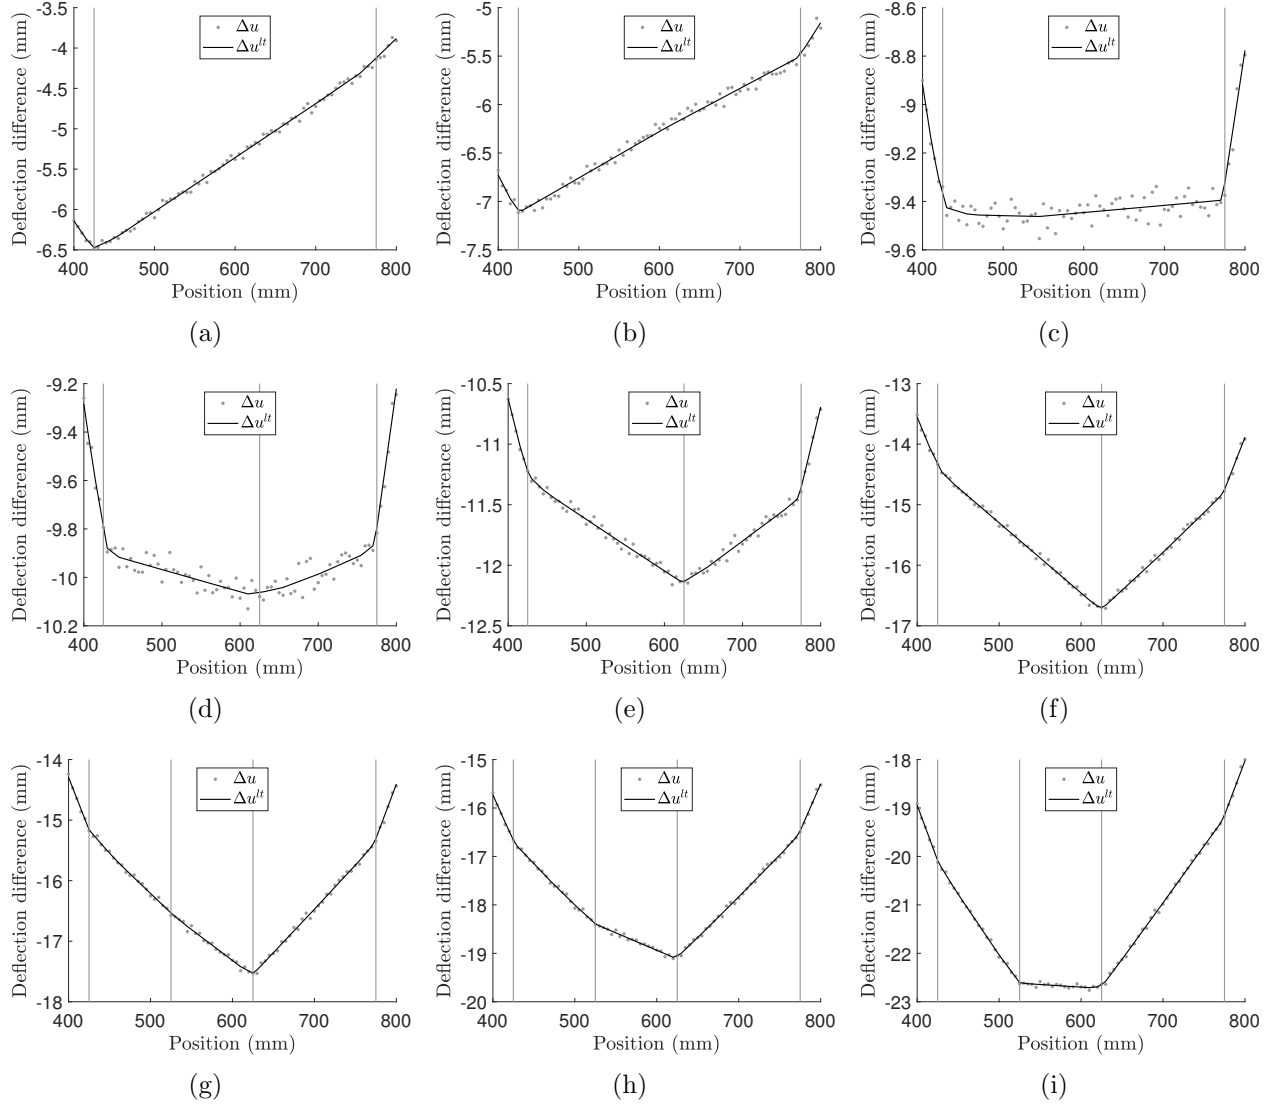 -3.5
-4
-4.5
-5
-5.5
-6
-6.5
400 500 600 700 800
Deflection difference (mm)
Position (mm)
Δu
Δu^{lt}
(a)
-5
-5.5
-6
-6.5
-7
-7.5
400 500 600 700 800
Deflection difference (mm)
Position (mm)
Δu
Δu^{lt}
(b)
-8.6
-8.8
-9
-9.2
-9.4
-9.6
400 500 600 700 800
Deflection difference (mm)
Position (mm)
Δu
Δu^{lt}
(c)
-9.2
-9.4
-9.6
-9.8
-10
-10.2
400 500 600 700 800
Deflection difference (mm)
Position (mm)
Δu
Δu^{lt}
(d)
-10.5
-11
-11.5
-12
-12.5
400 500 600 700 800
Deflection difference (mm)
Position (mm)
Δu
Δu^{lt}
(e)
-13
-14
-15
-16
-17
400 500 600 700 800
Deflection difference (mm)
Position (mm)
Δu
Δu^{lt}
(f)
-14
-15
-16
-17
-18
400 500 600 700 800
Deflection difference (mm)
Position (mm)
Δu
Δu^{lt}
(g)
-15
-16
-17
-18
-19
-20
400 500 600 700 800
Deflection difference (mm)
Position (mm)
Δu
Δu^{lt}
(h)
-18
-19
-20
-21
-22
-23
400 500 600 700 800
Deflection difference (mm)
Position (mm)
Δu
Δu^{lt}
(i)